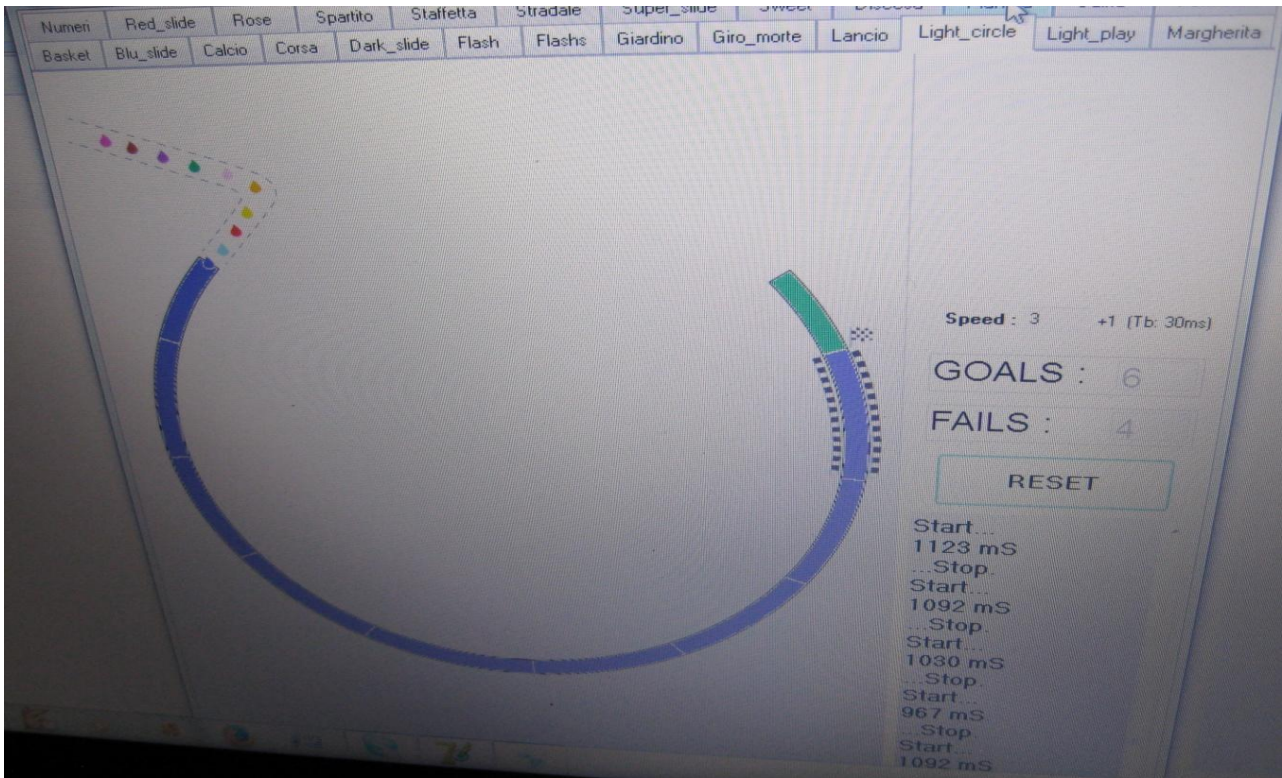 Numeri Red_slide Rose Spartito Staffetta Stradale Super_slide Sweet
Basket Blu_slide Calcio Corsa Dark_slide Flash Flashs Giardino Giro_morte Lancio Light_circle Light_play Margherita
Speed : 3 +1 (Tb: 30ms)
GOALS : 6
FAILS : 4
RESET
Start...
1123 mS
...Stop.
Start...
1092 mS
...Stop.
Start...
1030 mS
...Stop.
Start...
967 mS
...Stop.
Start...
1092 mS